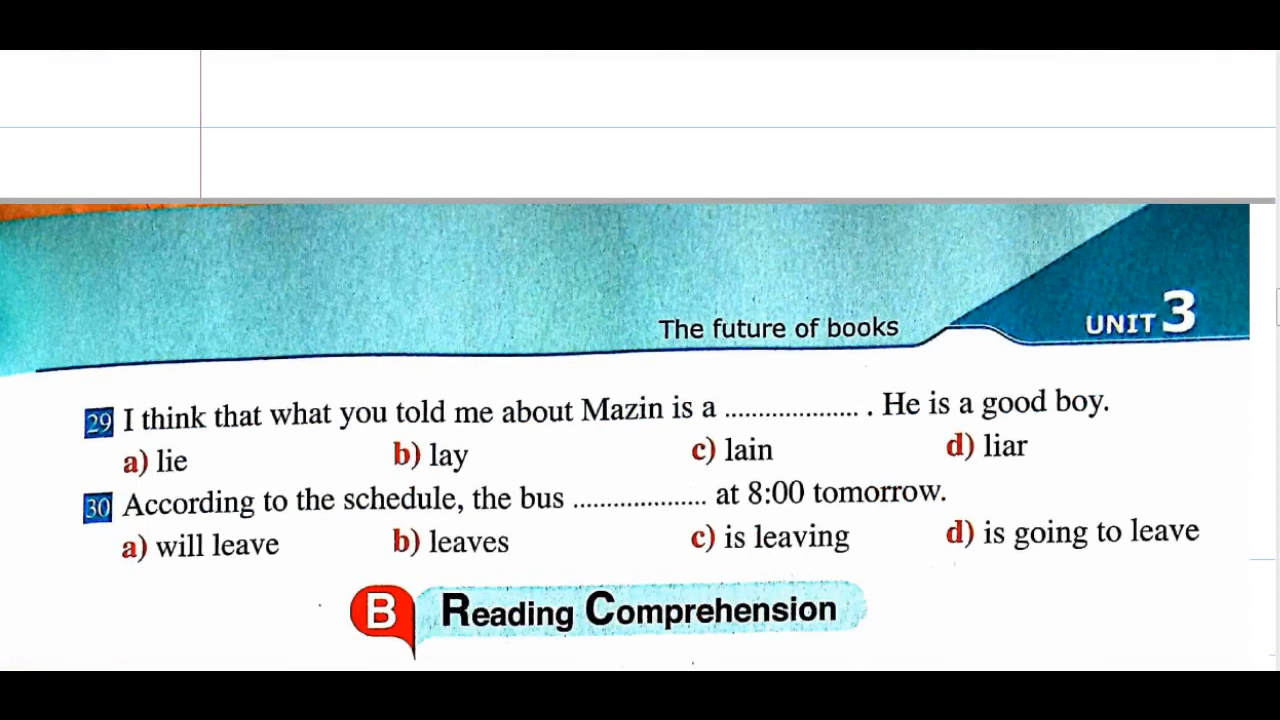 The future of books
UNIT 3
29 I think that what you told me about Mazin is a .................... . He is a good boy.
a) lie b) lay c) lain d) liar
30 According to the schedule, the bus .................... at 8:00 tomorrow.
a) will leave b) leaves c) is leaving d) is going to leave
B Reading Comprehension